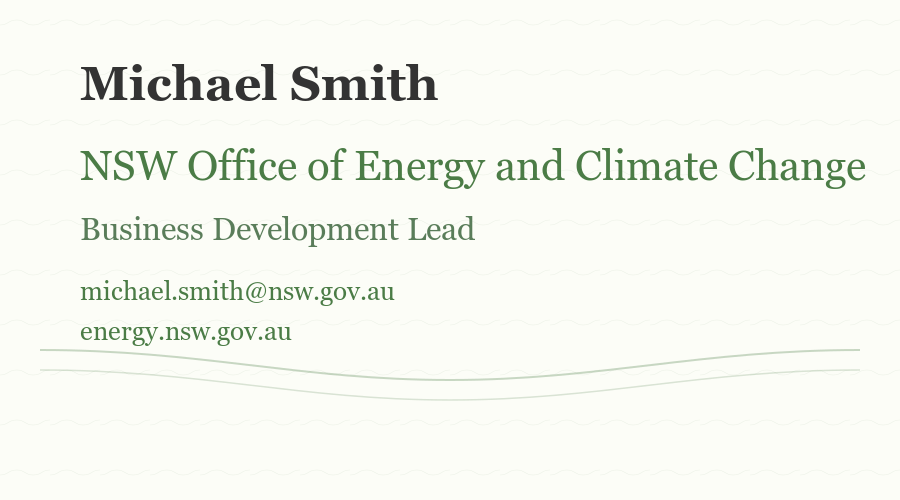 Michael Smith
NSW Office of Energy and Climate Change
Business Development Lead
michael.smith@nsw.gov.au
energy.nsw.gov.au